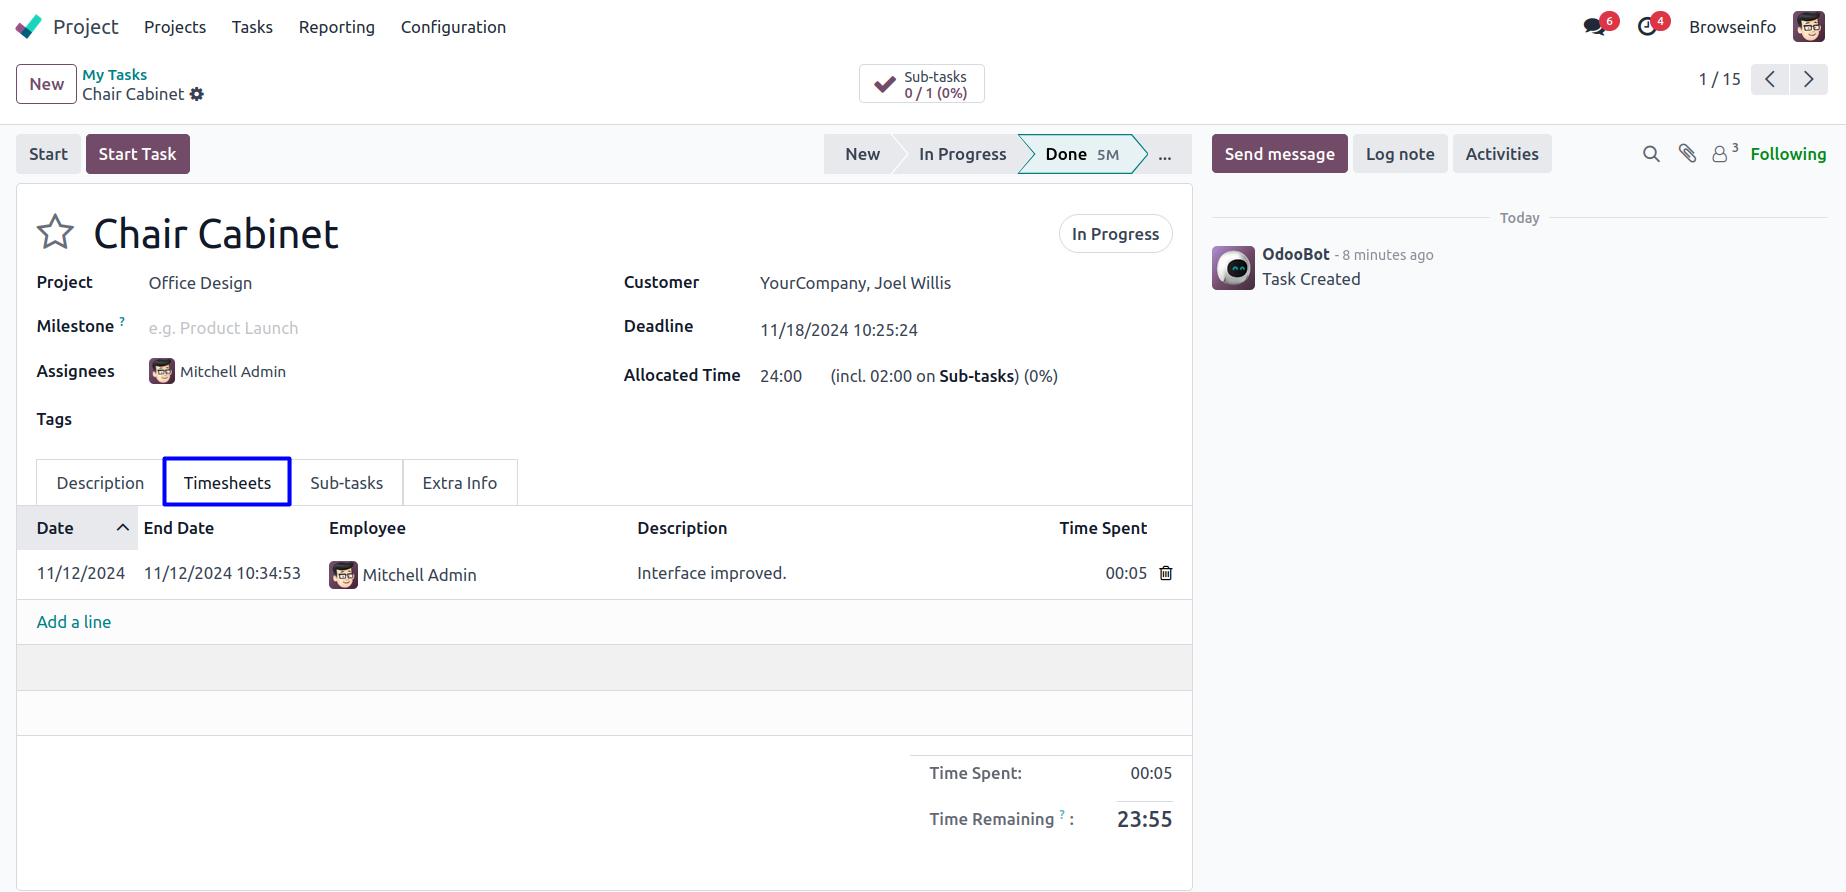 Project Projects Tasks Reporting Configuration 6 4 Browseinfo
New My Tasks
Chair Cabinet
Sub-tasks
0 / 1 (0%)
1 / 15
Start Start Task New In Progress Done 5M ... Send message Log note Activities 3 Following
Chair Cabinet In Progress
Today
OdooBot - 8 minutes ago
Task Created
Project Office Design Customer YourCompany, Joel Willis
Milestone ? e.g. Product Launch Deadline 11/18/2024 10:25:24
Assignees Mitchell Admin Allocated Time 24:00 (incl. 02:00 on Sub-tasks) (0%)
Tags
Description Timesheets Sub-tasks Extra Info
Date End Date Employee Description Time Spent
11/12/2024 11/12/2024 10:34:53 Mitchell Admin Interface improved. 00:05
Add a line
Time Spent: 00:05
Time Remaining ? : 23:55